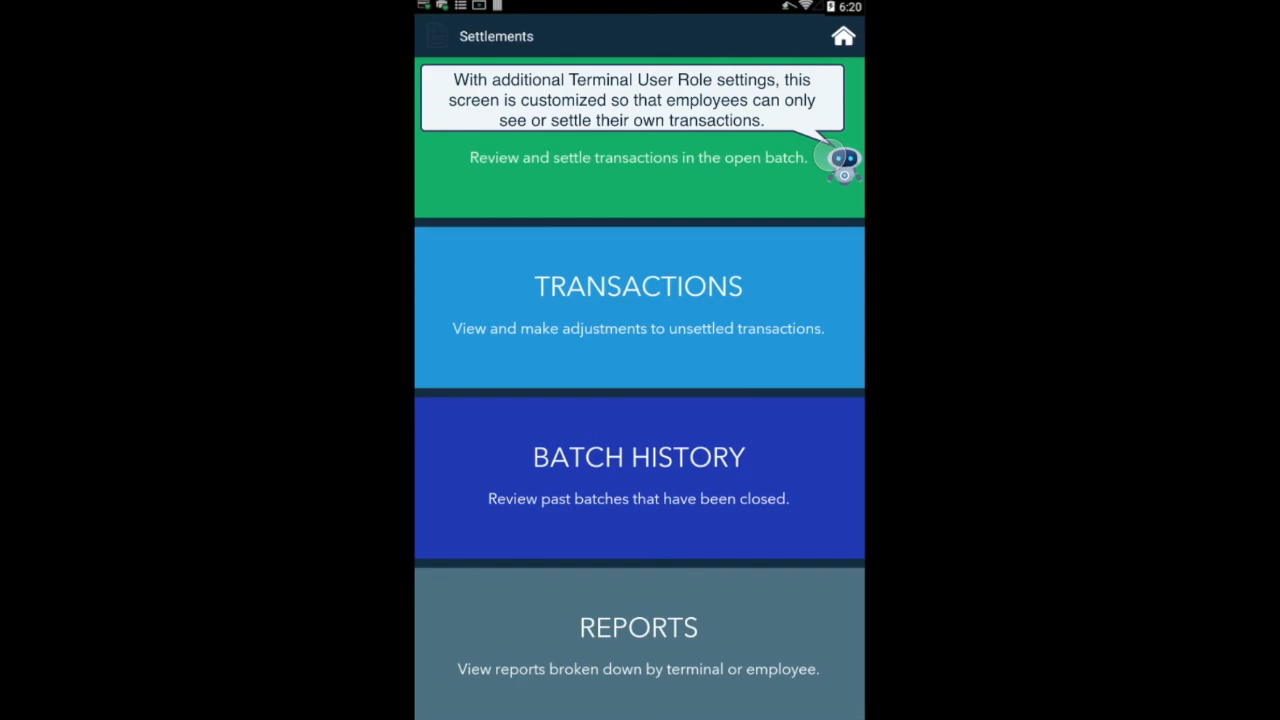 6:20
Settlements
With additional Terminal User Role settings, this
screen is customized so that employees can only
see or settle their own transactions.
Review and settle transactions in the open batch.
TRANSACTIONS
View and make adjustments to unsettled transactions.
BATCH HISTORY
Review past batches that have been closed.
REPORTS
View reports broken down by terminal or employee.